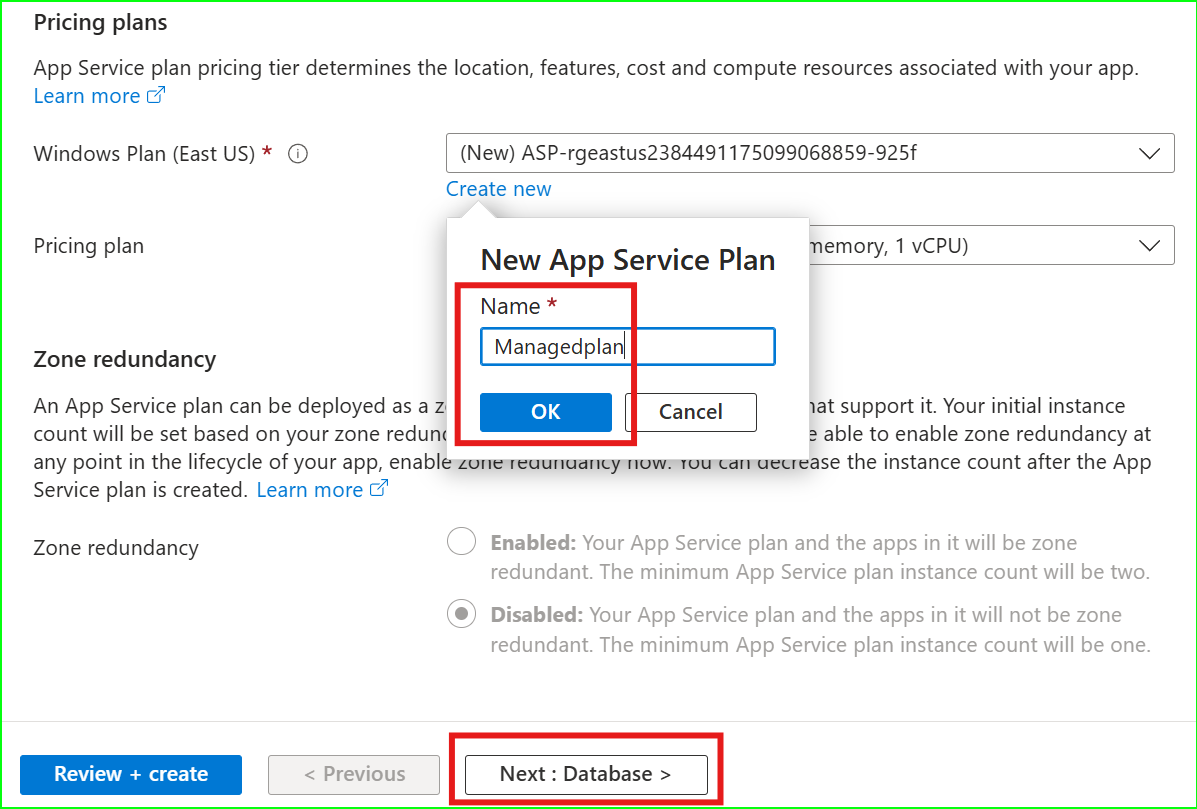 Pricing plans
App Service plan pricing tier determines the location, features, cost and compute resources associated with your app.
Learn more
Windows Plan (East US) *
(New) ASP-rgeastus2384491175099068859-925f
Create new
Pricing plan
memory, 1 vCPU)
New App Service Plan
Name *
Managedplan
OK
Cancel
Zone redundancy
An App Service plan can be deployed as a hat support it. Your initial instance
count will be set based on your zone able to enable zone redundancy at
any point in the lifecycle of your app, enable zone redundancy now. You can decrease the instance count after the App
Service plan is created. Learn more
Zone redundancy
Enabled: Your App Service plan and the apps in it will be zone
redundant. The minimum App Service plan instance count will be two.
Disabled: Your App Service plan and the apps in it will not be zone
redundant. The minimum App Service plan instance count will be one.
Review + create
< Previous
Next : Database >